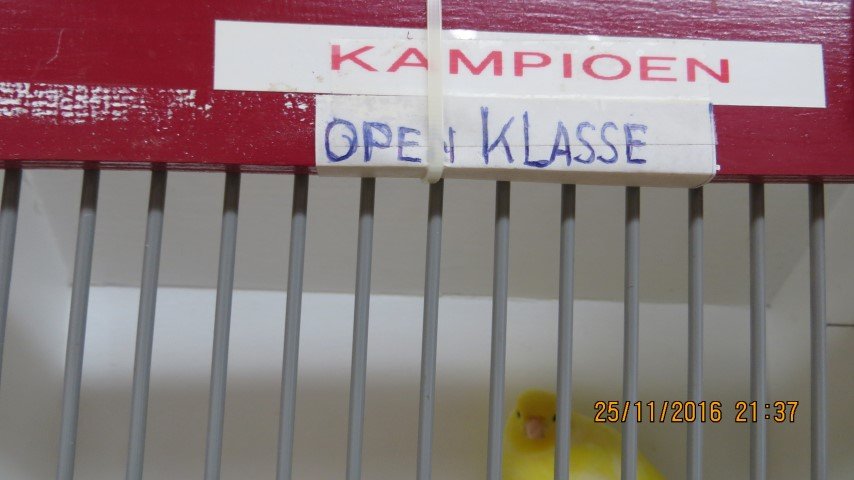 KAMPIOEN
OPEN KLASSE
25/11/2016 21:37